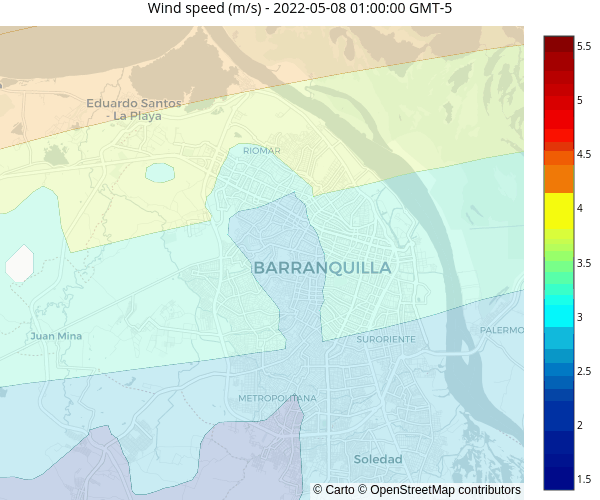 Wind speed (m/s) - 2022-05-08 01:00:00 GMT-5
5.5
5
4.5
4
3.5
3
2.5
2
1.5
Eduardo Santos
- La Playa
RIOMAR
BARRANQUILLA
Juan Mina
SURORIENTE
PALERMO
METROPOLITANA
Soledad
© Carto © OpenStreetMap contributors